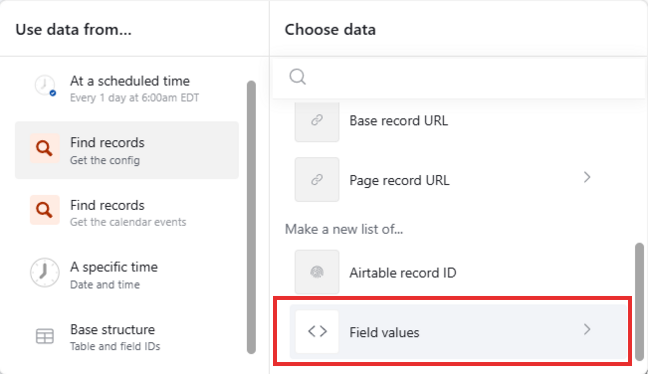 Use data from...
At a scheduled time
Every 1 day at 6:00am EDT
Find records
Get the config
Find records
Get the calendar events
A specific time
Date and time
Base structure
Table and field IDs
Choose data
Base record URL
Page record URL
Make a new list of...
Airtable record ID
Field values